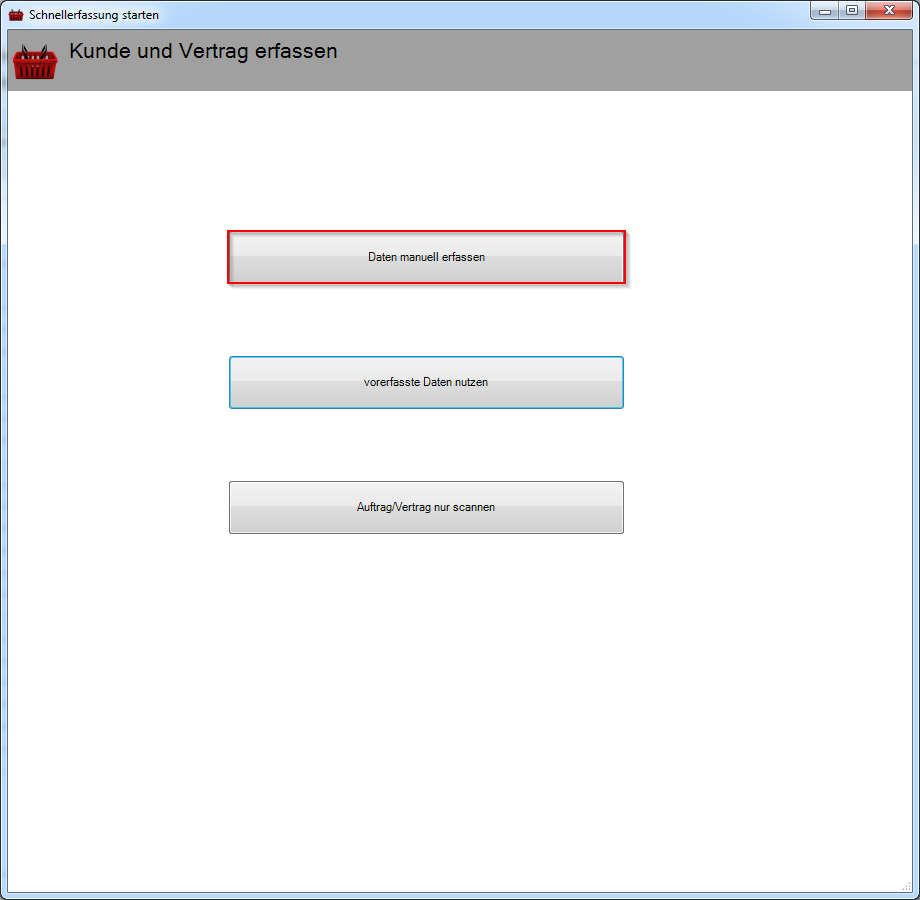 Schnellerfassung starten
Kunde und Vertrag erfassen
Daten manuell erfassen
vorerfasste Daten nutzen
Auftrag/Vertrag nur scannen